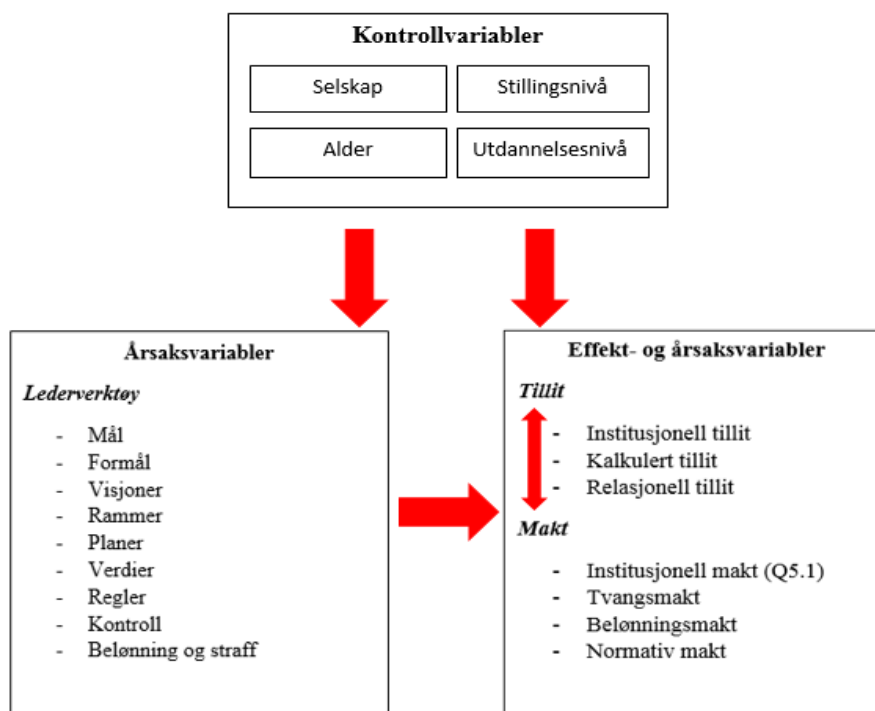 Kontrollvariabler
Selskap
Stillingsnivå
Alder
Utdannelsesnivå
Årsaksvariabler
Lederverktøy
- Mål
- Formål
- Visjoner
- Rammer
- Planer
- Verdier
- Regler
- Kontroll
- Belønning og straff
Effekt- og årsaksvariabler
Tillit
- Institusjonell tillit
- Kalkulert tillit
- Relasjonell tillit
Makt
- Institusjonell makt (Q5.1)
- Tvangsmakt
- Belønningsmakt
- Normativ makt